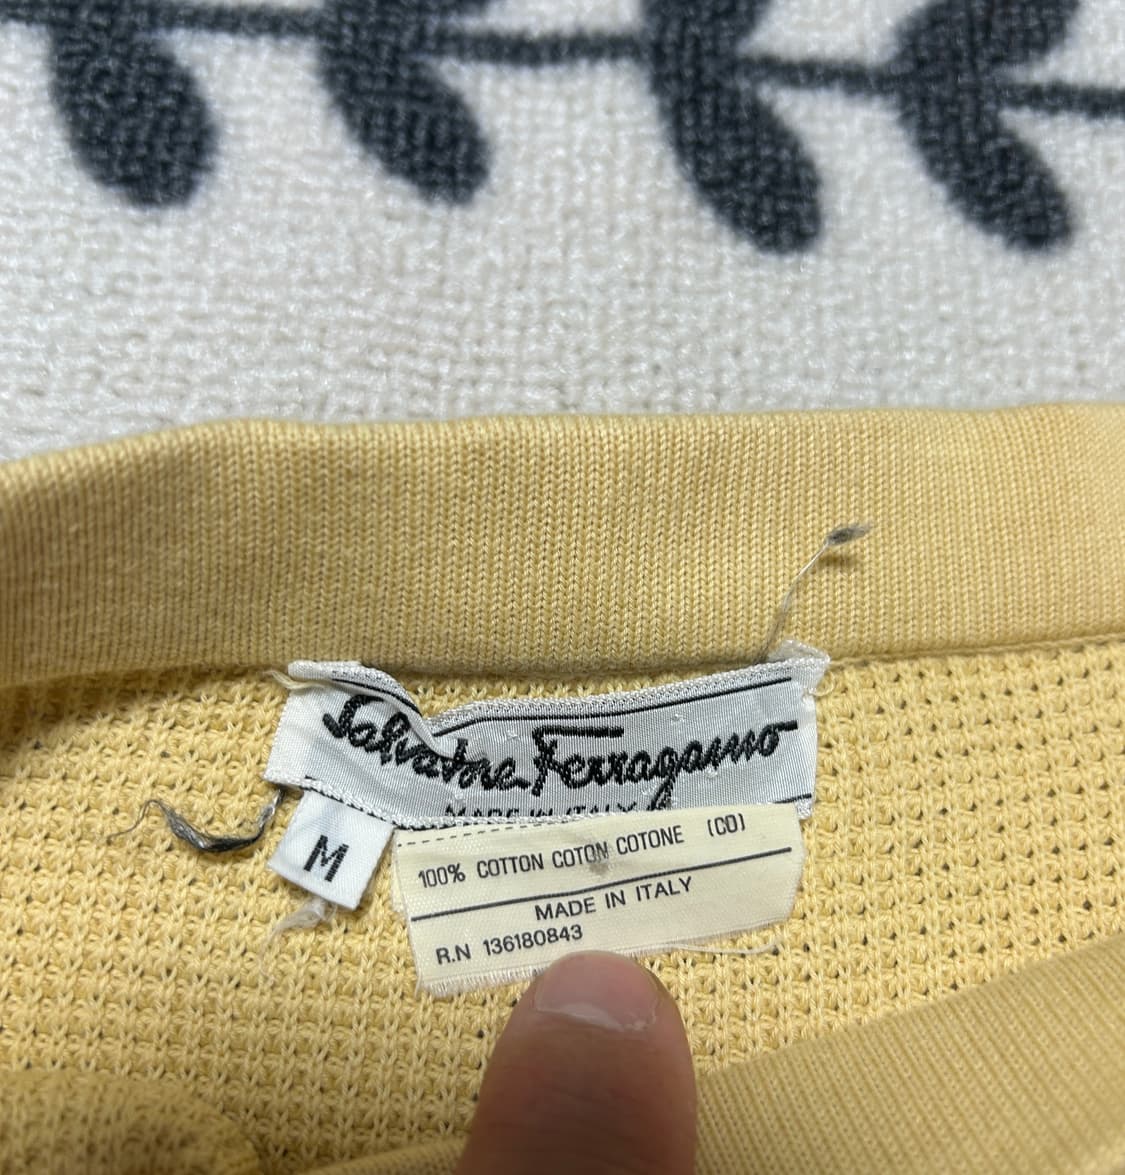 Salvatore Ferragamo
MADE IN ITALY
M
100% COTTON COTON COTONE (CO)
MADE IN ITALY
R.N 136180843